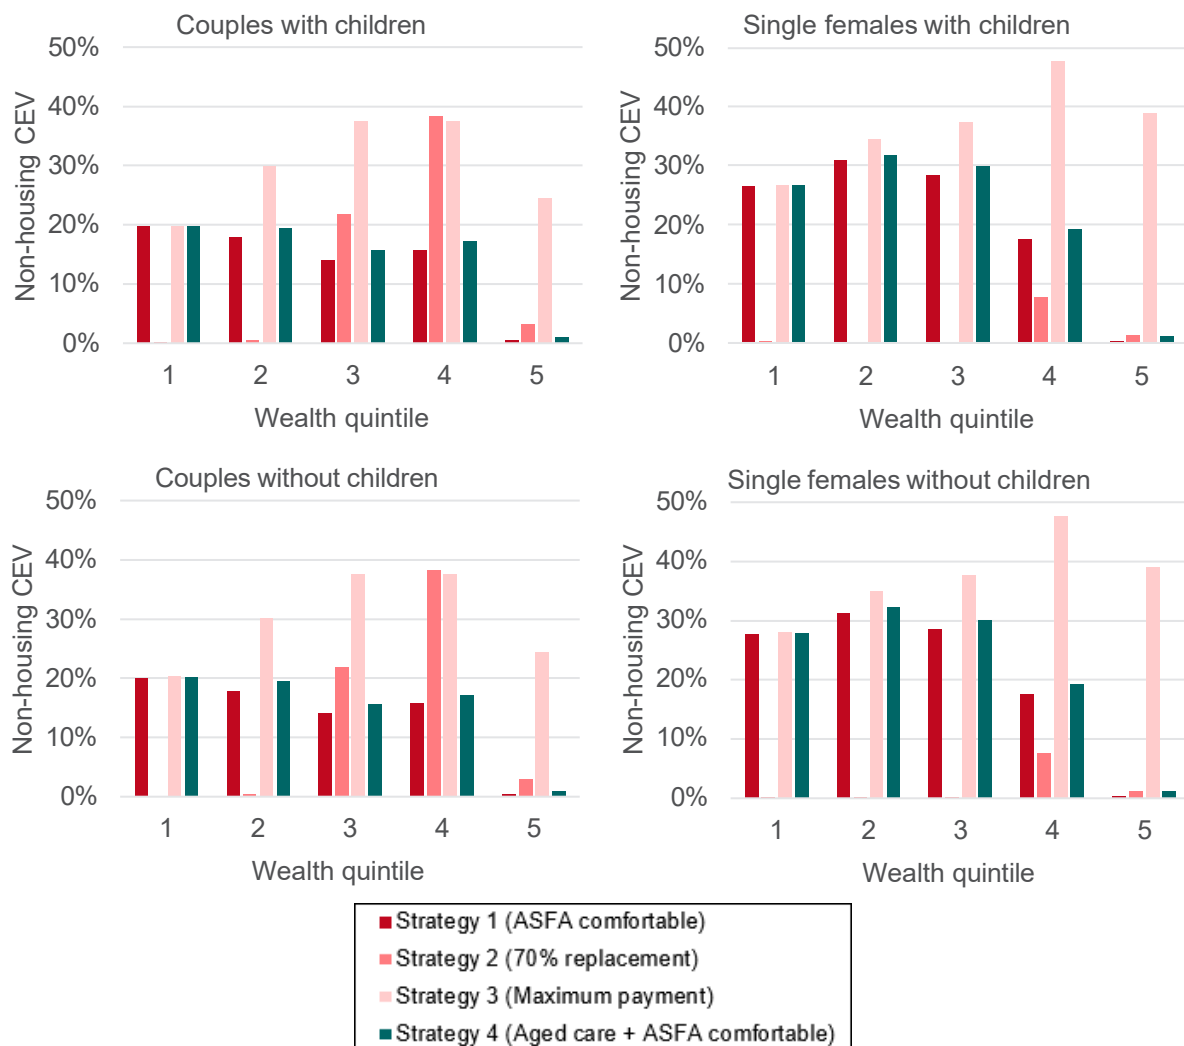 Couples with children
Non-housing CEV
50%
40%
30%
20%
10%
0%
1 2 3 4 5
Wealth quintile
Single females with children
Non-housing CEV
50%
40%
30%
20%
10%
0%
1 2 3 4 5
Wealth quintile
Couples without children
Non-housing CEV
50%
40%
30%
20%
10%
0%
1 2 3 4 5
Wealth quintile
Single females without children
Non-housing CEV
50%
40%
30%
20%
10%
0%
1 2 3 4 5
Wealth quintile
Strategy 1 (ASFA comfortable)
Strategy 2 (70% replacement)
Strategy 3 (Maximum payment)
Strategy 4 (Aged care + ASFA comfortable)